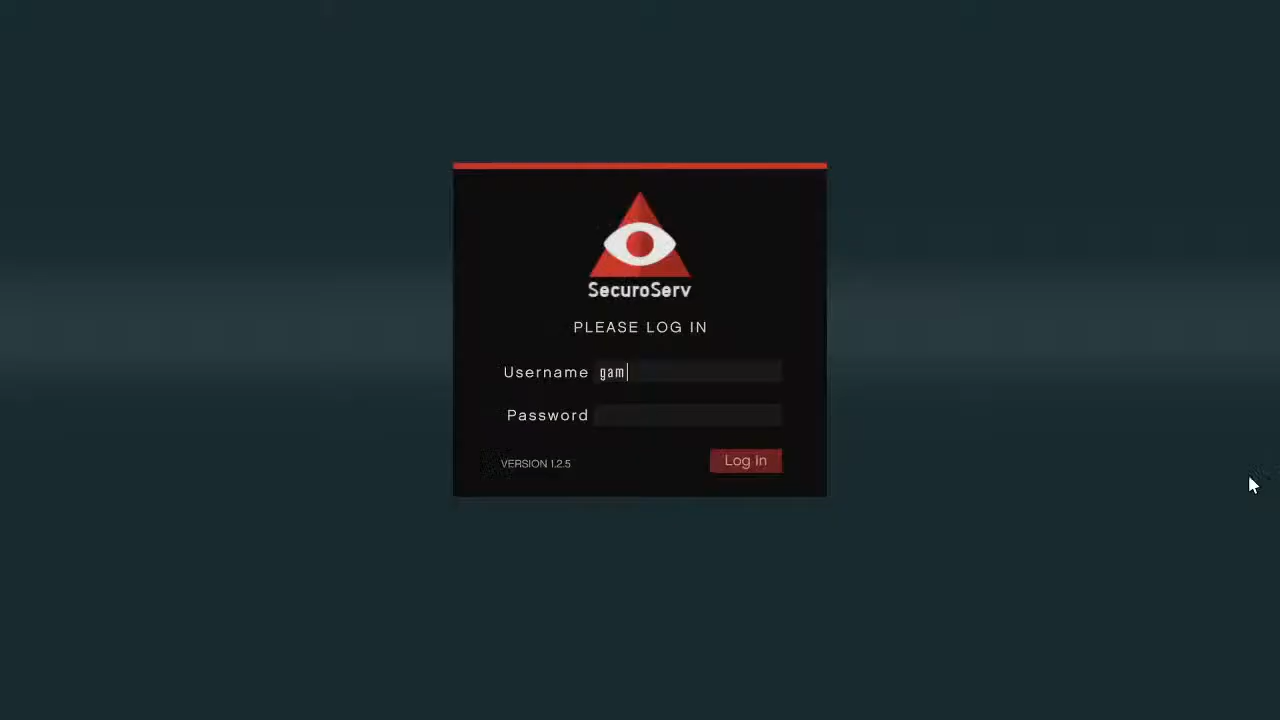 SecuroServ
PLEASE LOG IN
Username gam
Password
VERSION 1.2.5 Log In